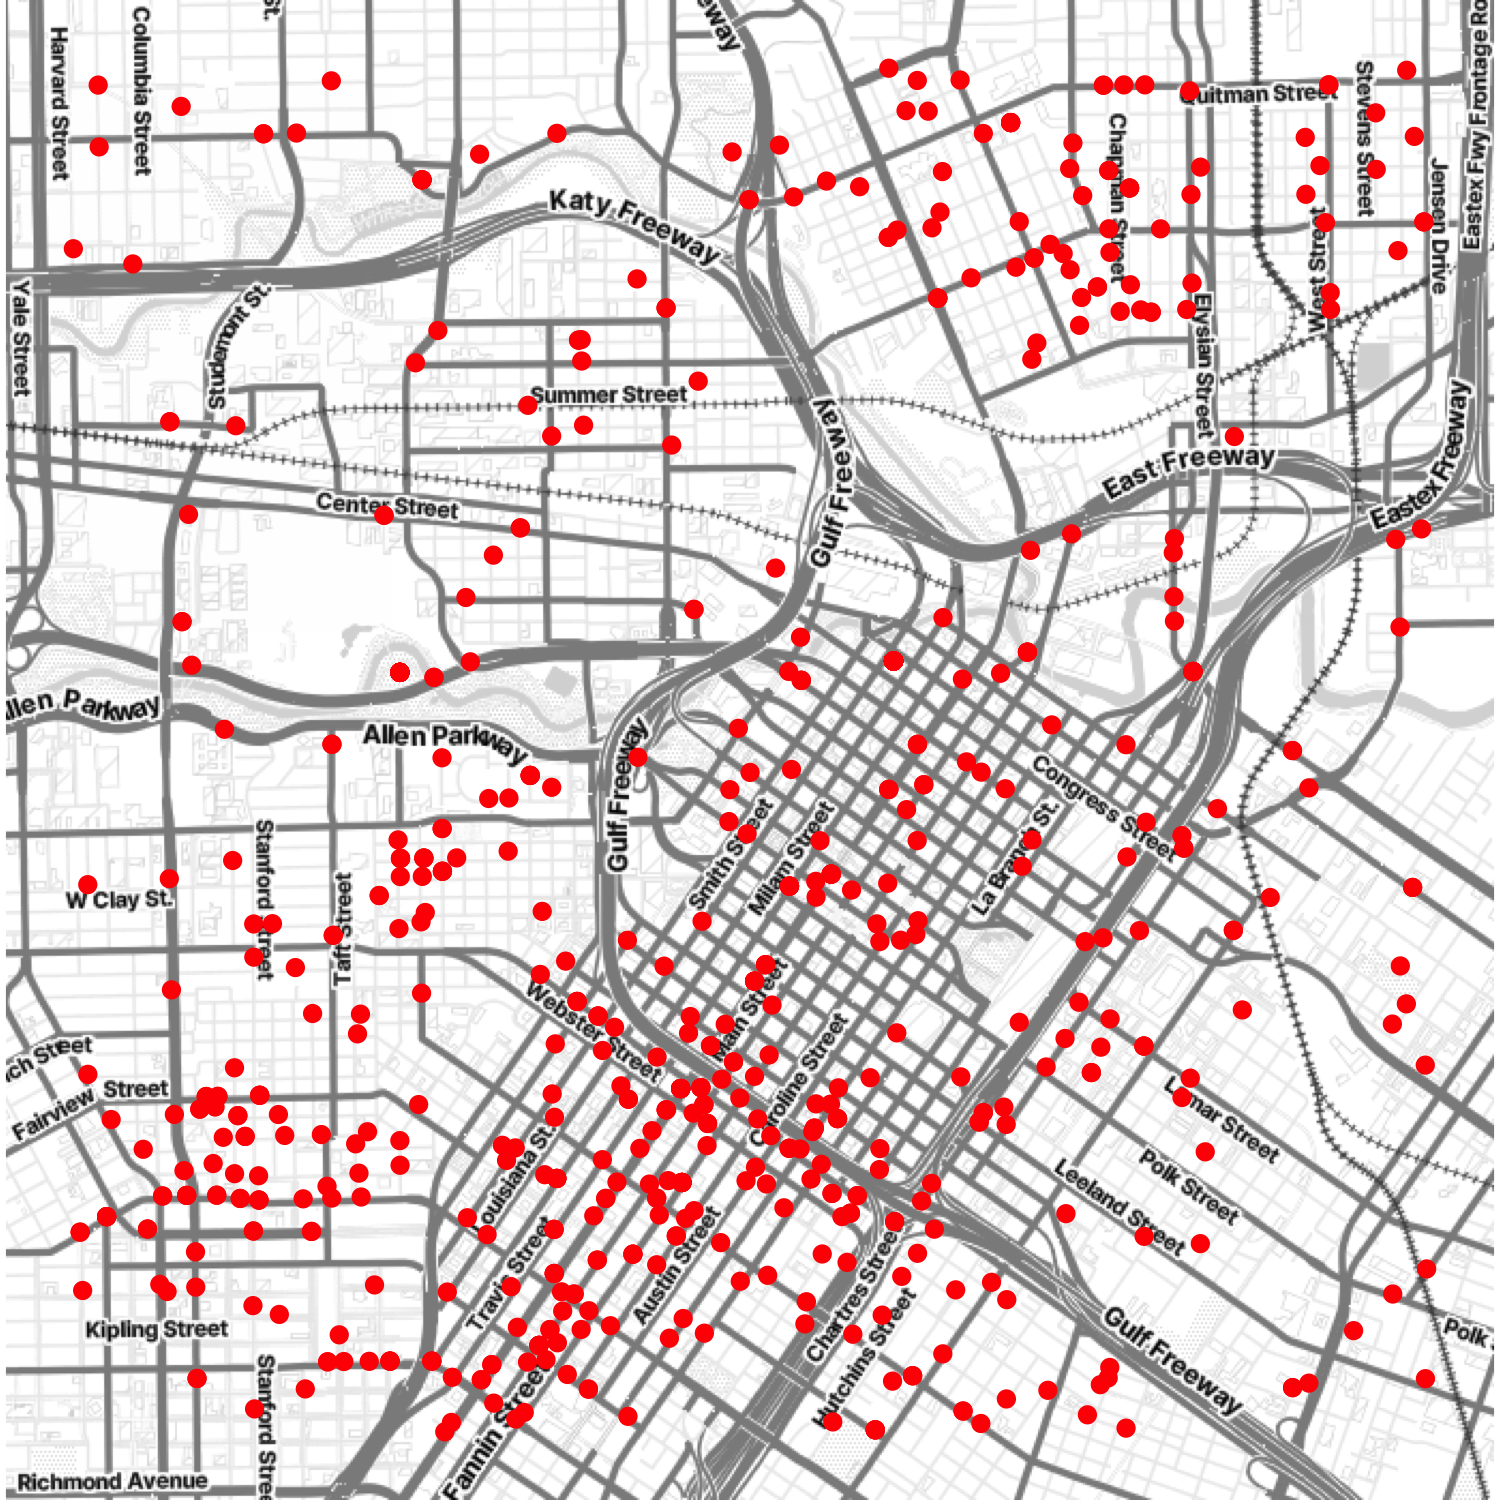 St.
eway
Harvard Street
Columbia Street
Quitman Street
Stevens Street
Eastex Fwy Frontage Ro
Chapman Street
Jensen Drive
Katy Freeway
West Street
Yale Street
Studemont St.
Elysian Street
Summer Street
Gulf Freeway
East Freeway
Eastex Freeway
Center Street
Allen Parkway
Allen Parkway
Gulf Freeway
Congress Street
Smith Street
Milam Street
La Branch St.
Stanford Street
W Clay St.
Taft Street
Webster Street
Main Street
Caroline Street
ch Street
Fairview Street
Lamar Street
Polk Street
Leeland Street
Louisiana St.
Travis Street
Austin Street
Chartres Street
Hutchins Street
Gulf Freeway
Polk
Kipling Street
Stanford Stree
Fannin Street
Richmond Avenue